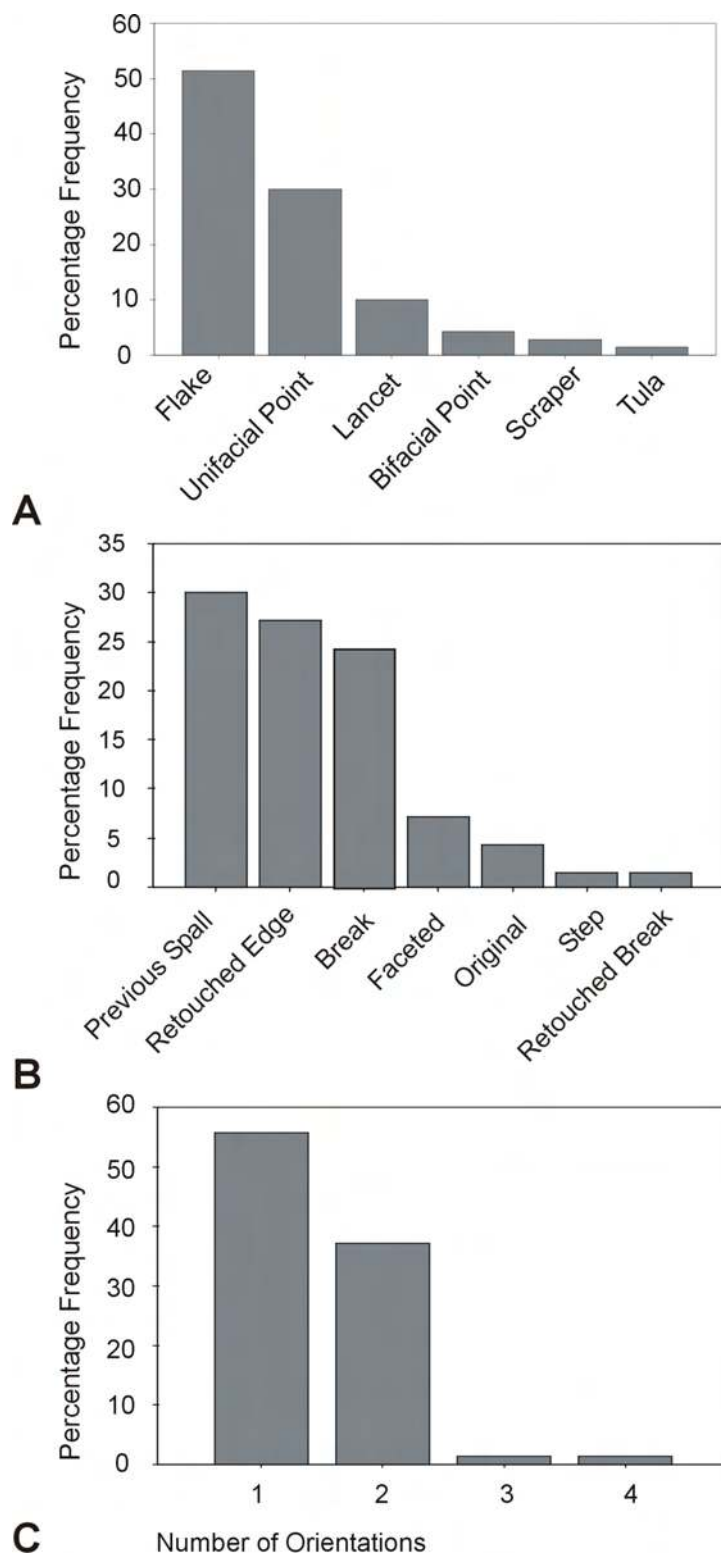 60
50
40
30
20
10
0
Percentage Frequency
Flake
Unifacial Point
Lancet
Bifacial Point
Scraper
Tula
A
35
30
25
20
15
10
5
0
Percentage Frequency
Previous Spall
Retouched Edge
Break
Faceted
Original
Step
Retouched Break
B
60
50
40
30
20
10
0
Percentage Frequency
1 2 3 4
C Number of Orientations